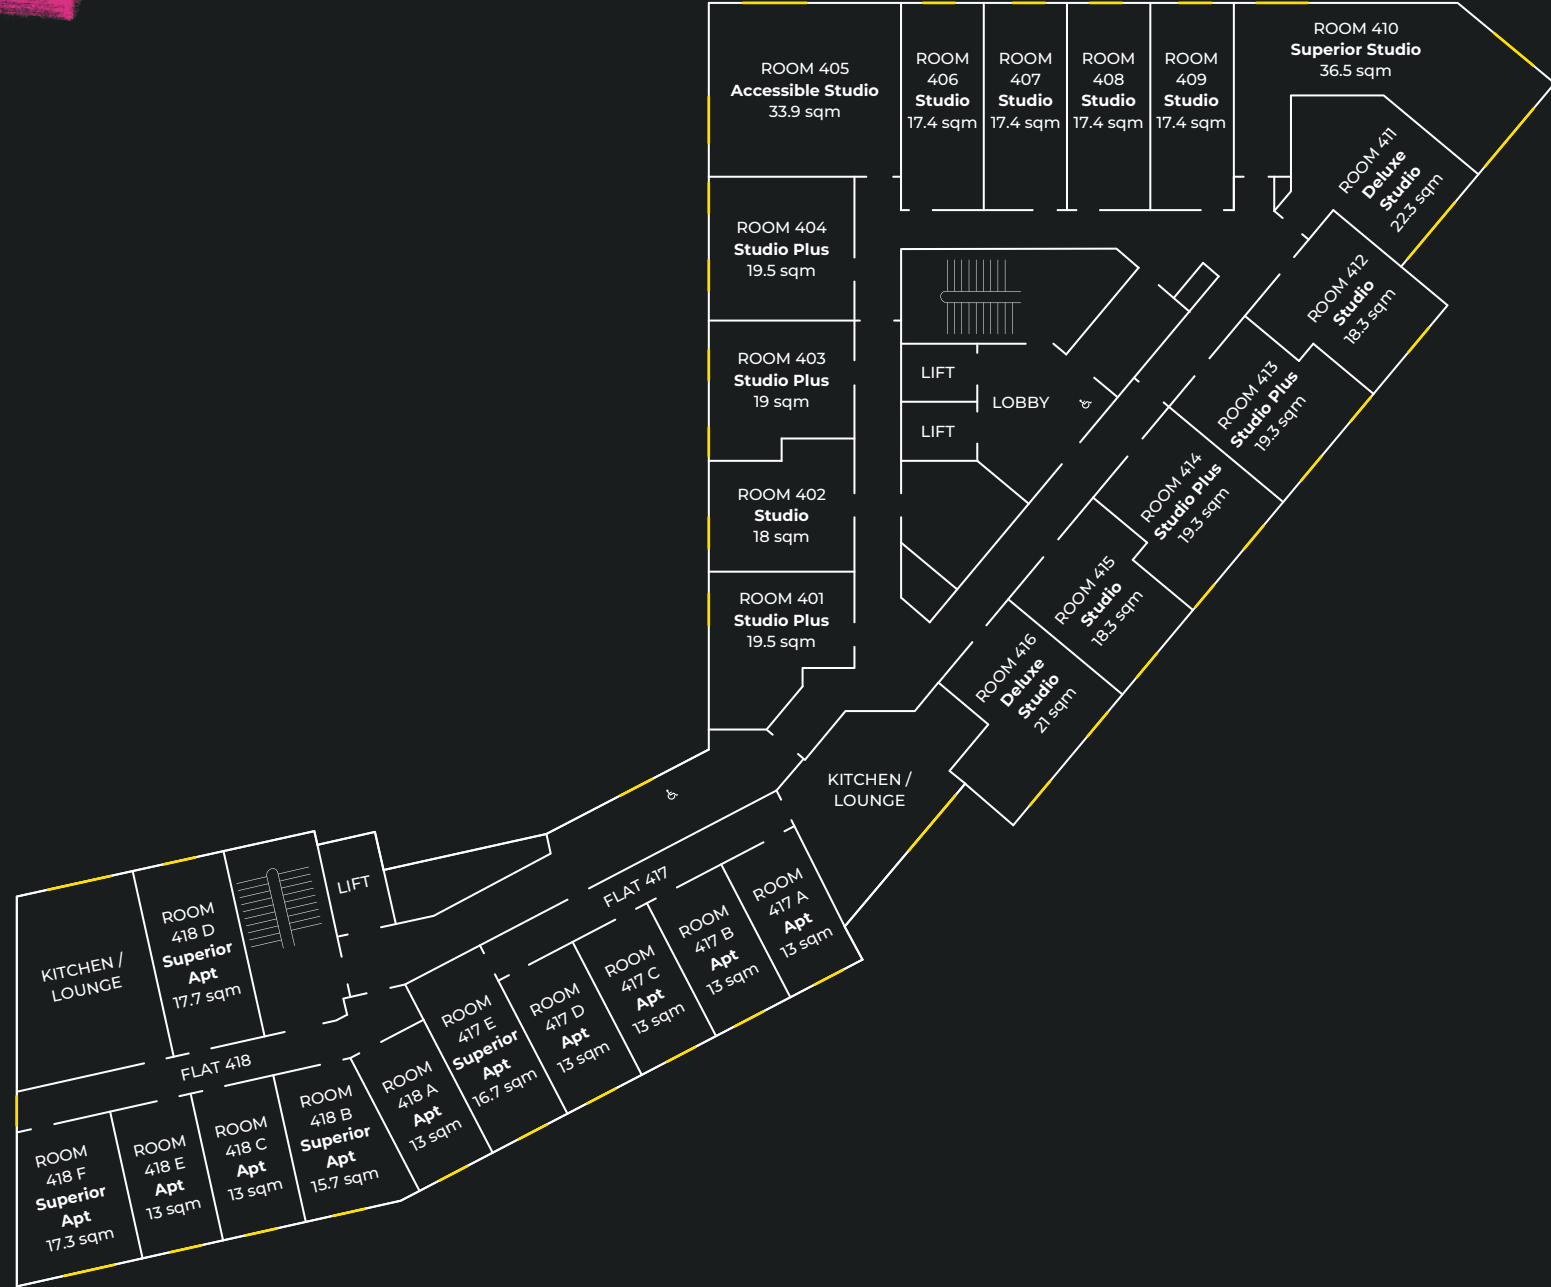 ROOM 405
Accessible Studio
33.9 sqm
ROOM
406
Studio
17.4 sqm
ROOM
407
Studio
17.4 sqm
ROOM
408
Studio
17.4 sqm
ROOM
409
Studio
17.4 sqm
ROOM 410
Superior Studio
36.5 sqm
ROOM 411
Deluxe
Studio
22.3 sqm
ROOM 404
Studio Plus
19.5 sqm
ROOM 412
Studio
18.3 sqm
ROOM 403
Studio Plus
19 sqm
LIFT
LOBBY
LIFT
ROOM 413
Studio Plus
19.3 sqm
ROOM 402
Studio
18 sqm
ROOM 414
Studio Plus
19.3 sqm
ROOM 401
Studio Plus
19.5 sqm
ROOM 415
Studio
18.3 sqm
ROOM 416
Deluxe
Studio
21 sqm
KITCHEN /
LOUNGE
FLAT 417
ROOM
417 A
Apt
13 sqm
ROOM
417 B
Apt
13 sqm
ROOM
417 C
Apt
13 sqm
ROOM
417 D
Apt
13 sqm
ROOM
417 E
Superior
Apt
16.7 sqm
LIFT
ROOM
418 D
Superior
Apt
17.7 sqm
KITCHEN /
LOUNGE
FLAT 418
ROOM
418 A
Apt
13 sqm
ROOM
418 B
Superior
Apt
15.7 sqm
ROOM
418 C
Apt
13 sqm
ROOM
418 E
Apt
13 sqm
ROOM
418 F
Superior
Apt
17.3 sqm